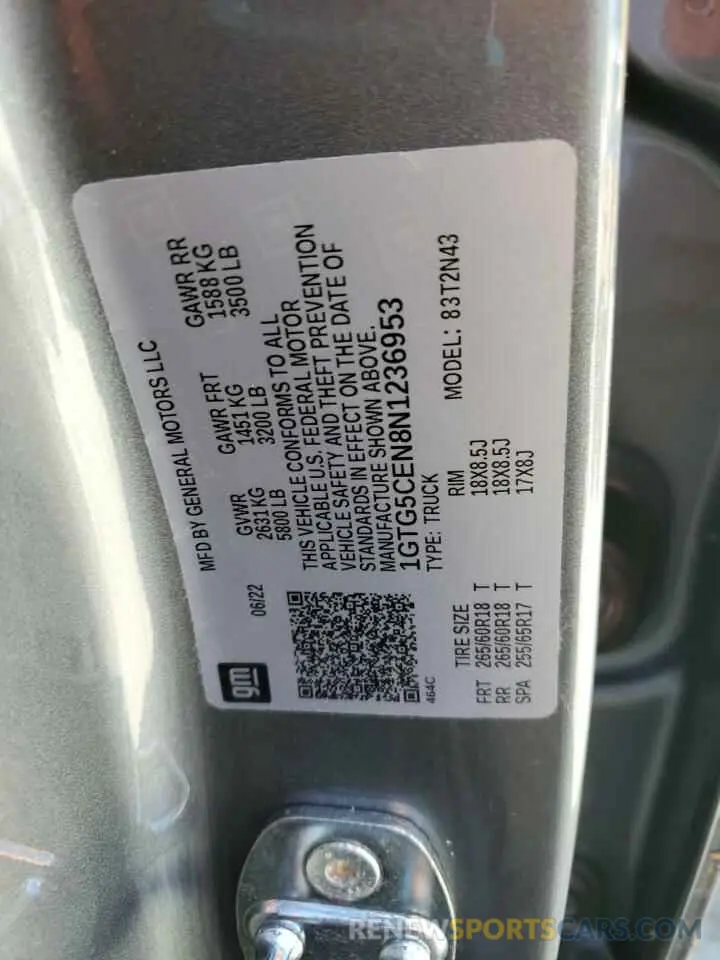 MFD BY GENERAL MOTORS LLC
06/22
GVWR GAWR FRT GAWR RR
2631 KG 1451 KG 1588 KG
5800 LB 3200 LB 3500 LB
THIS VEHICLE CONFORMS TO ALL
APPLICABLE U.S. FEDERAL MOTOR
VEHICLE SAFETY AND THEFT PREVENTION
STANDARDS IN EFFECT ON THE DATE OF
MANUFACTURE SHOWN ABOVE.
1GTG5CEN8N1236953
TYPE: TRUCK MODEL: 83T2N43
gm
464C
TIRE SIZE RIM
FRT 265/60R18 T 18X8.5J
RR 265/60R18 T 18X8.5J
SPA 255/65R17 T 17X8J
RENEWSPORTSCARS.COM